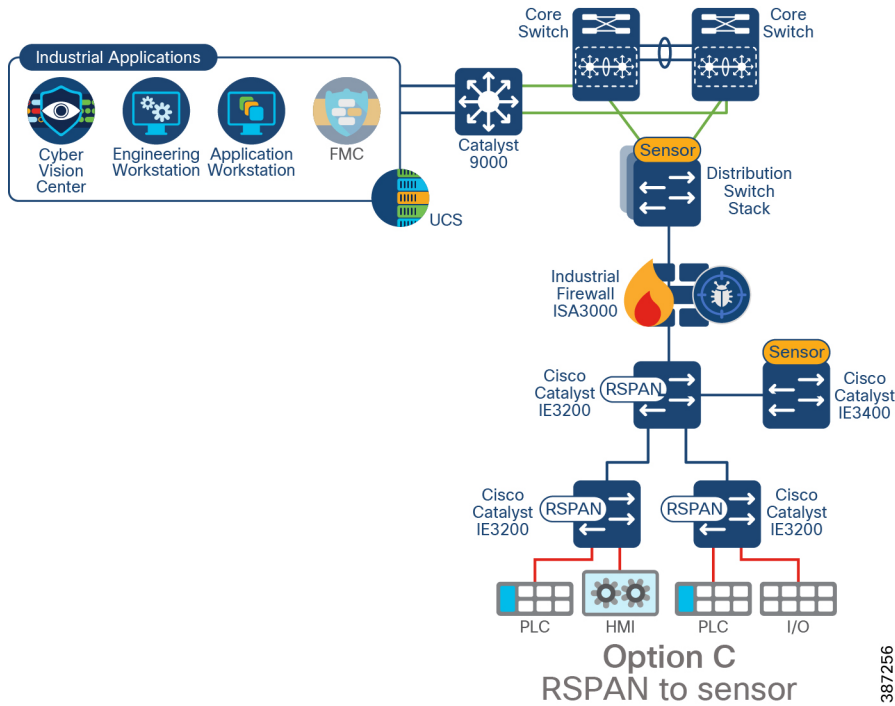 Core
Switch
Core
Switch
Industrial Applications
Cyber
Vision
Center
Engineering
Workstation
Application
Workstation
FMC
UCS
Catalyst
9000
Sensor
Distribution
Switch
Stack
Industrial
Firewall
ISA3000
Cisco
Catalyst
IE3200
RSPAN
Sensor
Cisco
Catalyst
IE3400
Cisco
Catalyst
IE3200
RSPAN
RSPAN
Cisco
Catalyst
IE3200
PLC
HMI
PLC
I/O
Option C
RSPAN to sensor
387256